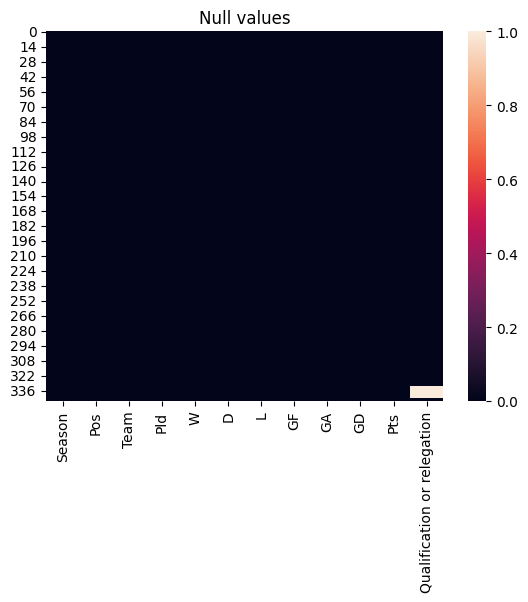 Null values
0
14
28
42
56
70
84
98
112
126
140
154
168
182
196
210
224
238
252
266
280
294
308
322
336
1.0
0.8
0.6
0.4
0.2
0.0
Season
Pos
Team
Pld
W
D
L
GF
GA
GD
Pts
Qualification or relegation